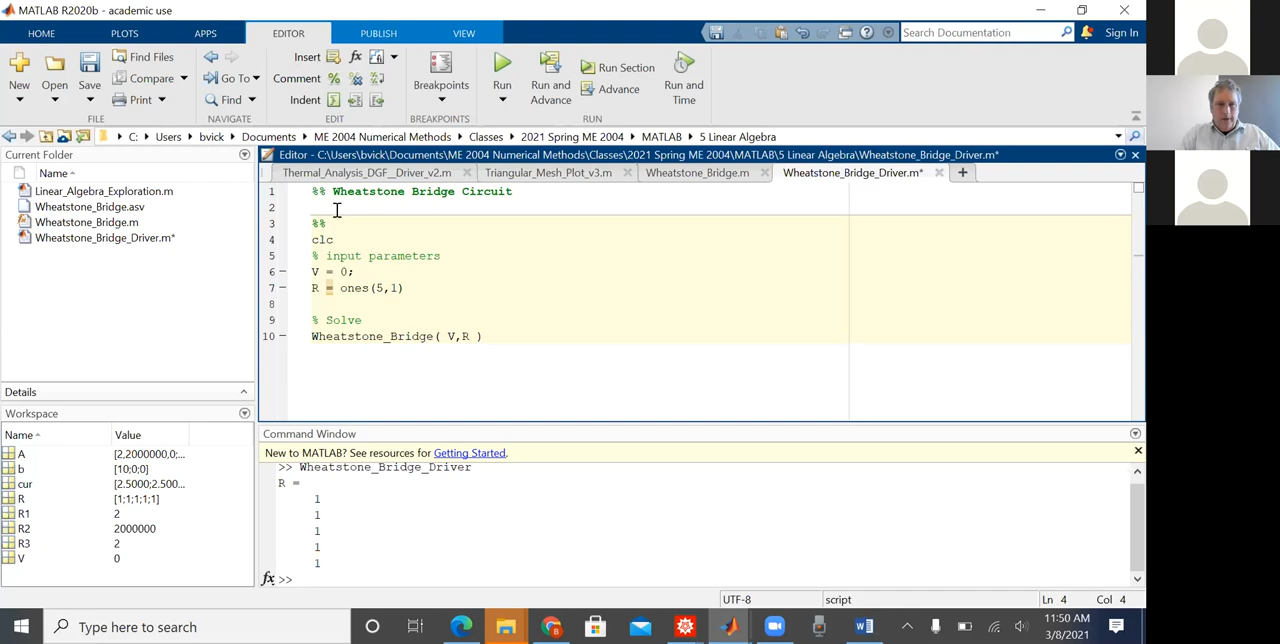 MATLAB R2020b - academic use
HOME PLOTS APPS EDITOR PUBLISH VIEW Search Documentation Sign In
New Open Save Find Files Compare Print Go To Find Insert Comment Indent Breakpoints Run Run and Advance Run Section Advance Run and Time
FILE NAVIGATE EDIT BREAKPOINTS RUN
C: Users bvick Documents ME 2004 Numerical Methods Classes 2021 Spring ME 2004 MATLAB 5 Linear Algebra
Current Folder
Name
Linear_Algebra_Exploration.m
Wheatstone_Bridge.asv
Wheatstone_Bridge.m
Wheatstone_Bridge_Driver.m*
Details
Workspace
Name Value
A [2,2000000,0;...
b [10;0;0]
cur [2.5000;2.500...
R [1;1;1;1;1]
R1 2
R2 2000000
R3 2
V 0
Editor - C:\Users\bvick\Documents\ME 2004 Numerical Methods\Classes\2021 Spring ME 2004\MATLAB\5 Linear Algebra\Wheatstone_Bridge_Driver.m*
Thermal_Analysis_DGF_Driver_v2.m Triangular_Mesh_Plot_v3.m Wheatstone_Bridge.m Wheatstone_Bridge_Driver.m*
1 %% Wheatstone Bridge Circuit
2
3 %%
4 clc
5 % input parameters
6 V = 0;
7 R = ones(5,1)
8
9 % Solve
10 Wheatstone_Bridge( V,R )
Command Window
New to MATLAB? See resources for Getting Started.
>> Wheatstone_Bridge_Driver
R =
1
1
1
1
1
fx >>
UTF-8 script Ln 4 Col 4
Type here to search
11:50 AM
3/8/2021